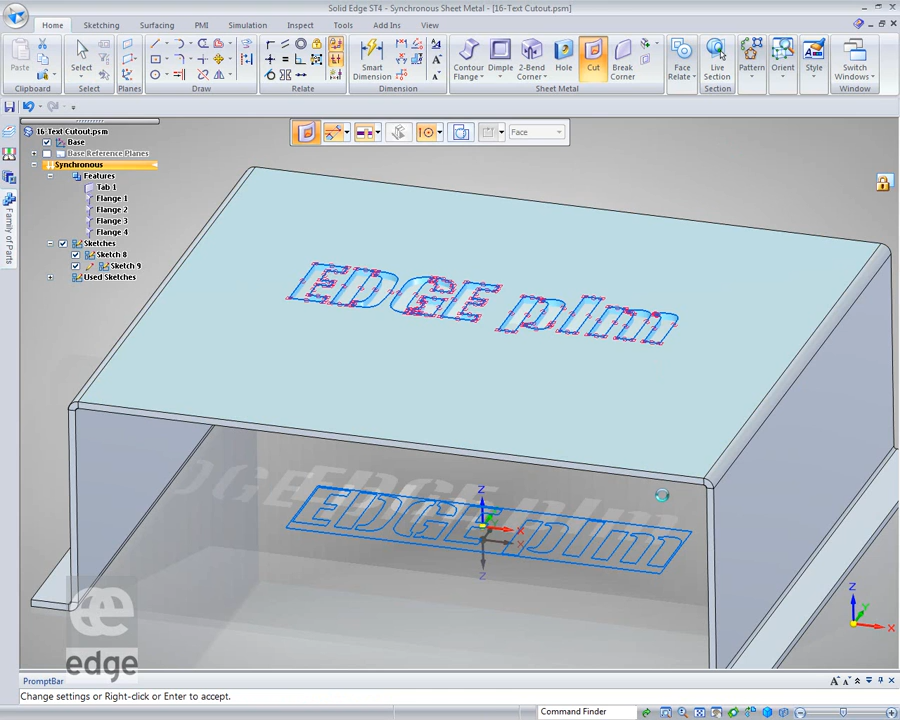 Solid Edge ST4 - Synchronous Sheet Metal - [16-Text Cutout.psm]
Home Sketching Surfacing PMI Simulation Inspect Tools Add Ins View
Paste
Clipboard
Select
Select
Planes
Draw
Relate
Smart Dimension
Dimension
Contour Flange
Dimple
2-Bend Corner
Hole
Cut
Break Corner
Sheet Metal
Face Relate
Live Section
Section
Pattern
Orient
Style
Switch Windows
Window
Family of Parts
16-Text Cutout.psm
Base
Base Reference Planes
Synchronous
Features
Tab 1
Flange 1
Flange 2
Flange 3
Flange 4
Sketches
Sketch 8
Sketch 9
Used Sketches
Face
EDGE plm
EDGE plm
EDGE plm
Z
X
X
Z
Z
Y
X
edge
PromptBar
Change settings or Right-click or Enter to accept.
Command Finder